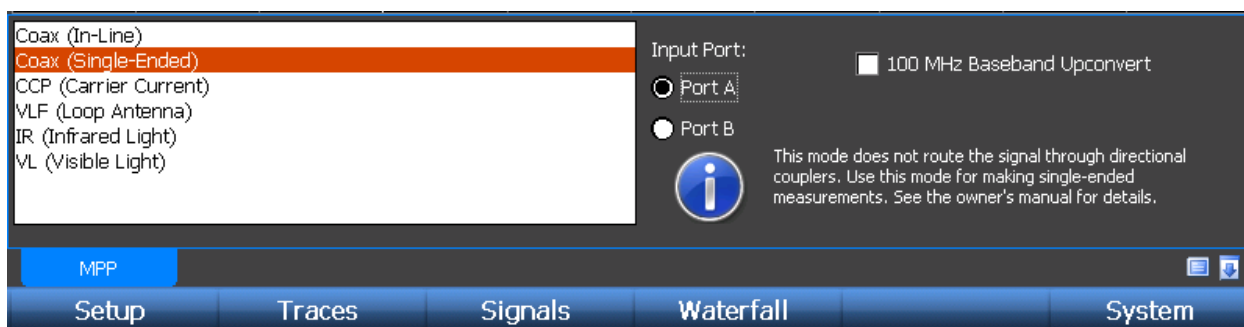 Coax (In-Line)
Coax (Single-Ended)
CCP (Carrier Current)
VLF (Loop Antenna)
IR (Infrared Light)
VL (Visible Light)
Input Port:
Port A
Port B
100 MHz Baseband Upconvert
This mode does not route the signal through directional
couplers. Use this mode for making single-ended
measurements. See the owner's manual for details.
MPP
Setup Traces Signals Waterfall System